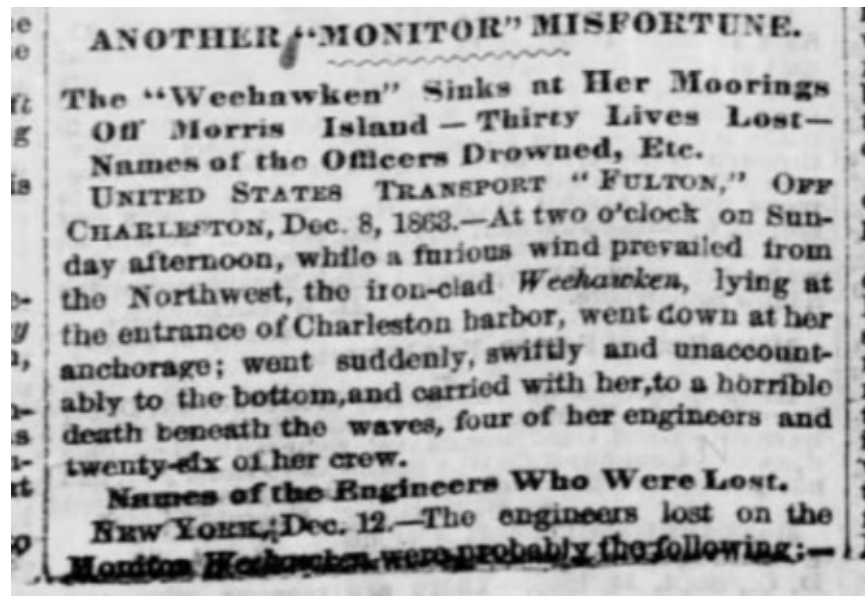 ANOTHER "MONITOR" MISFORTUNE.
The "Weehawken" Sinks at Her Moorings
Off Morris Island — Thirty Lives Lost —
Names of the Officers Drowned, Etc.
UNITED STATES TRANSPORT "FULTON," OFF
CHARLESTON, Dec. 8, 1863.—At two o'clock on Sun-
day afternoon, while a furious wind prevailed from
the Northwest, the iron-clad Weehawken, lying at
the entrance of Charleston harbor, went down at her
anchorage; went suddenly, swiftly and unaccount-
ably to the bottom, and carried with her, to a horrible
death beneath the waves, four of her engineers and
twenty-six of her crew.
Names of the Engineers Who Were Lost.
NEW YORK, Dec. 12.—The engineers lost on the
Monitor Weehawken were probably the following:—